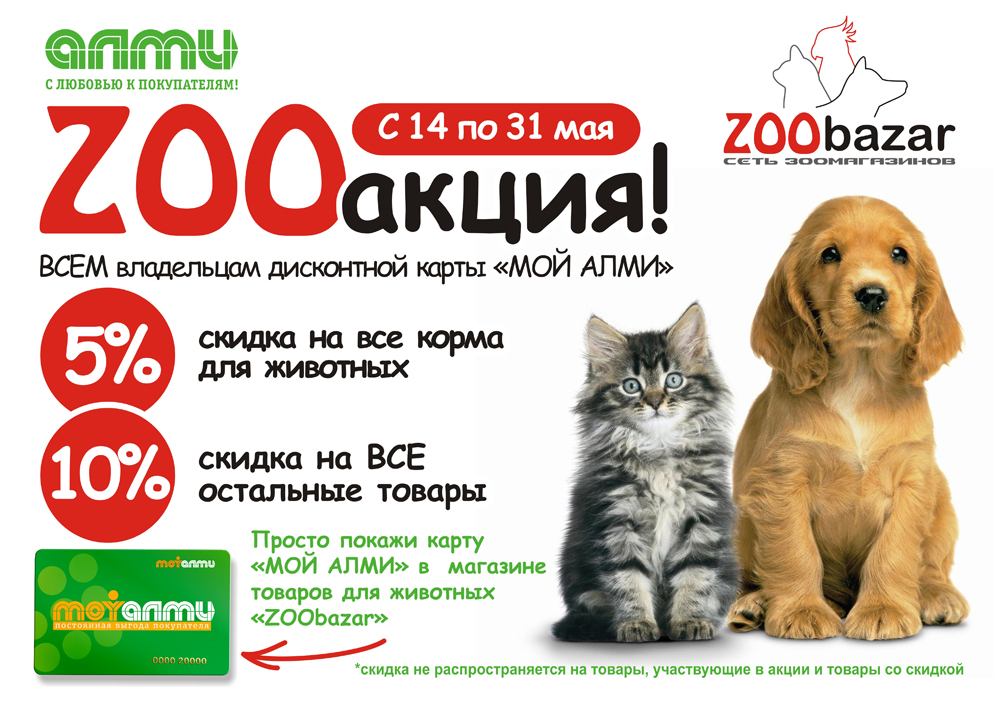 алми
С ЛЮБОВЬЮ К ПОКУПАТЕЛЯМ!
ZOOакция!
С 14 по 31 мая
ZOObazar
СЕТЬ ЗООМАГАЗИНОВ
ВСЕМ владельцам дисконтной карты «МОЙ АЛМИ»
5%
скидка на все корма
для животных
10%
скидка на ВСЕ
остальные товары
Просто покажи карту
«МОЙ АЛМИ» в магазине
товаров для животных
«ZOObazar»
мойалми
мойалми
постоянная выгода покупателя
0000 20000
*скидка не распространяется на товары, участвующие в акции и товары со скидкой